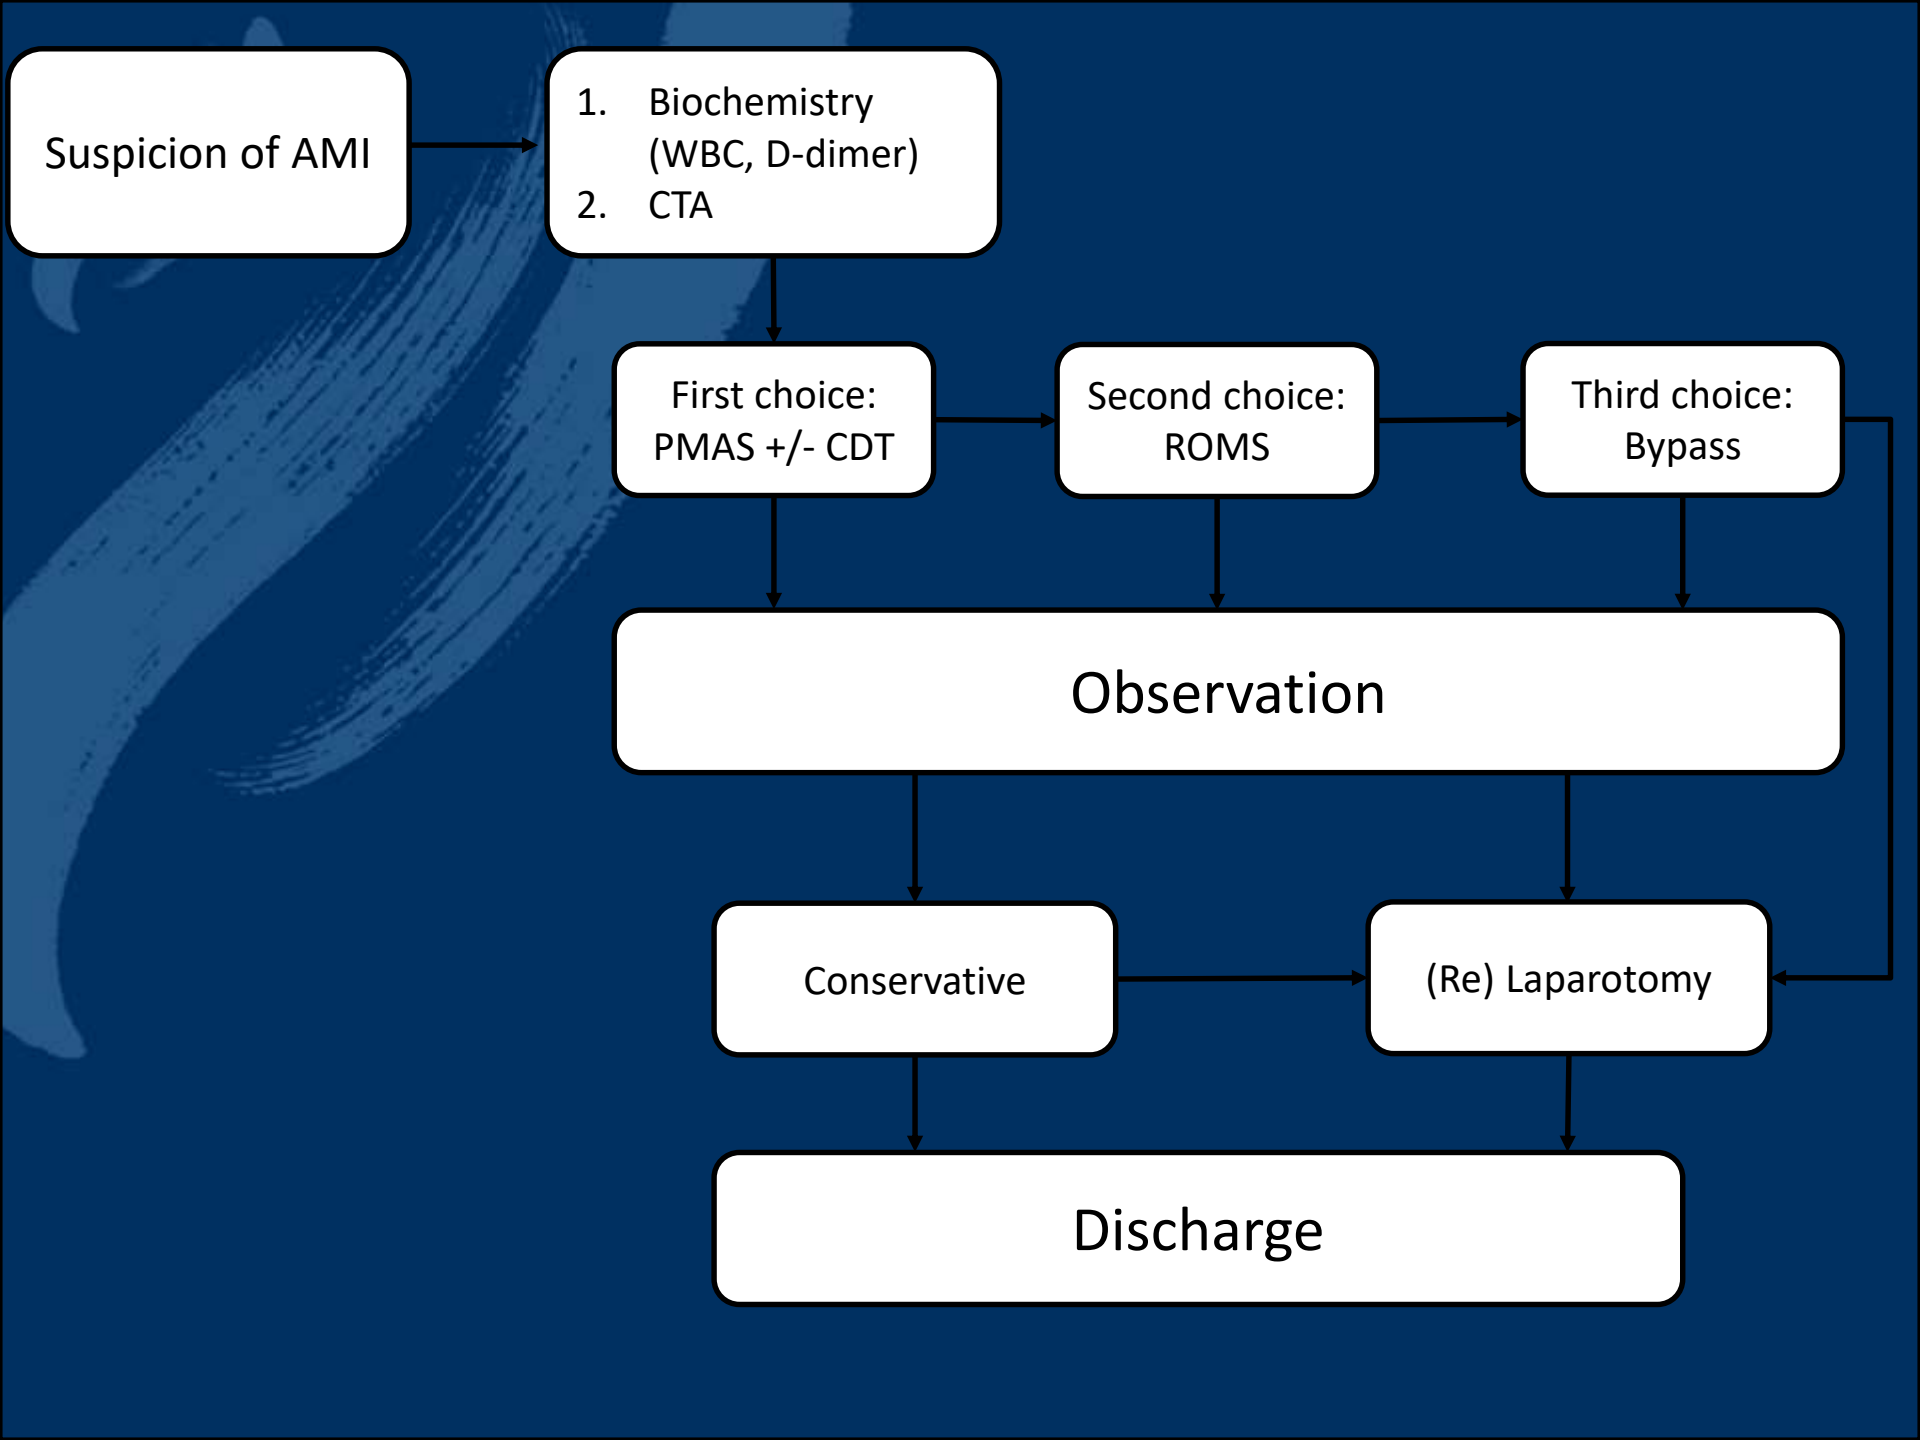 Suspicion of AMI
1. Biochemistry
(WBC, D-dimer)
2. CTA
First choice:
PMAS +/- CDT
Second choice:
ROMS
Third choice:
Bypass
Observation
Conservative
(Re) Laparotomy
Discharge